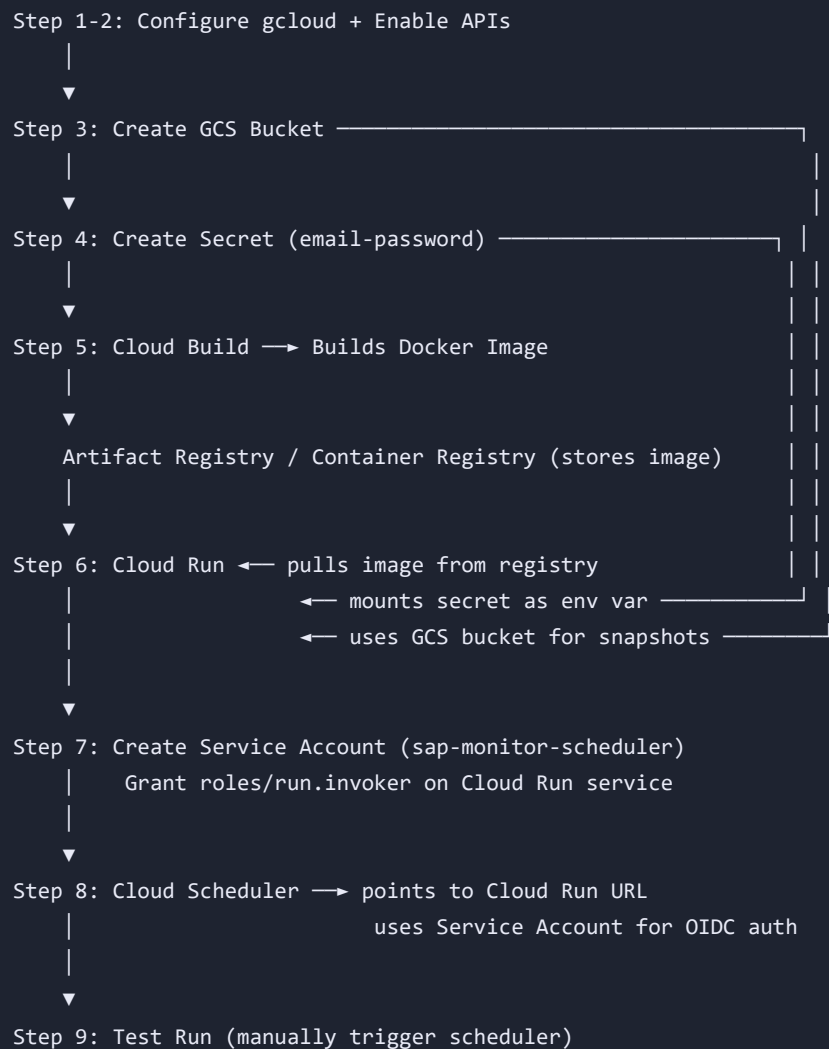 Step 1-2: Configure gcloud + Enable APIs
Step 3: Create GCS Bucket
Step 4: Create Secret (email-password)
Step 5: Cloud Build → Builds Docker Image
Artifact Registry / Container Registry (stores image)
Step 6: Cloud Run ← pulls image from registry
← mounts secret as env var
← uses GCS bucket for snapshots
Step 7: Create Service Account (sap-monitor-scheduler)
Grant roles/run.invoker on Cloud Run service
Step 8: Cloud Scheduler → points to Cloud Run URL
uses Service Account for OIDC auth
Step 9: Test Run (manually trigger scheduler)